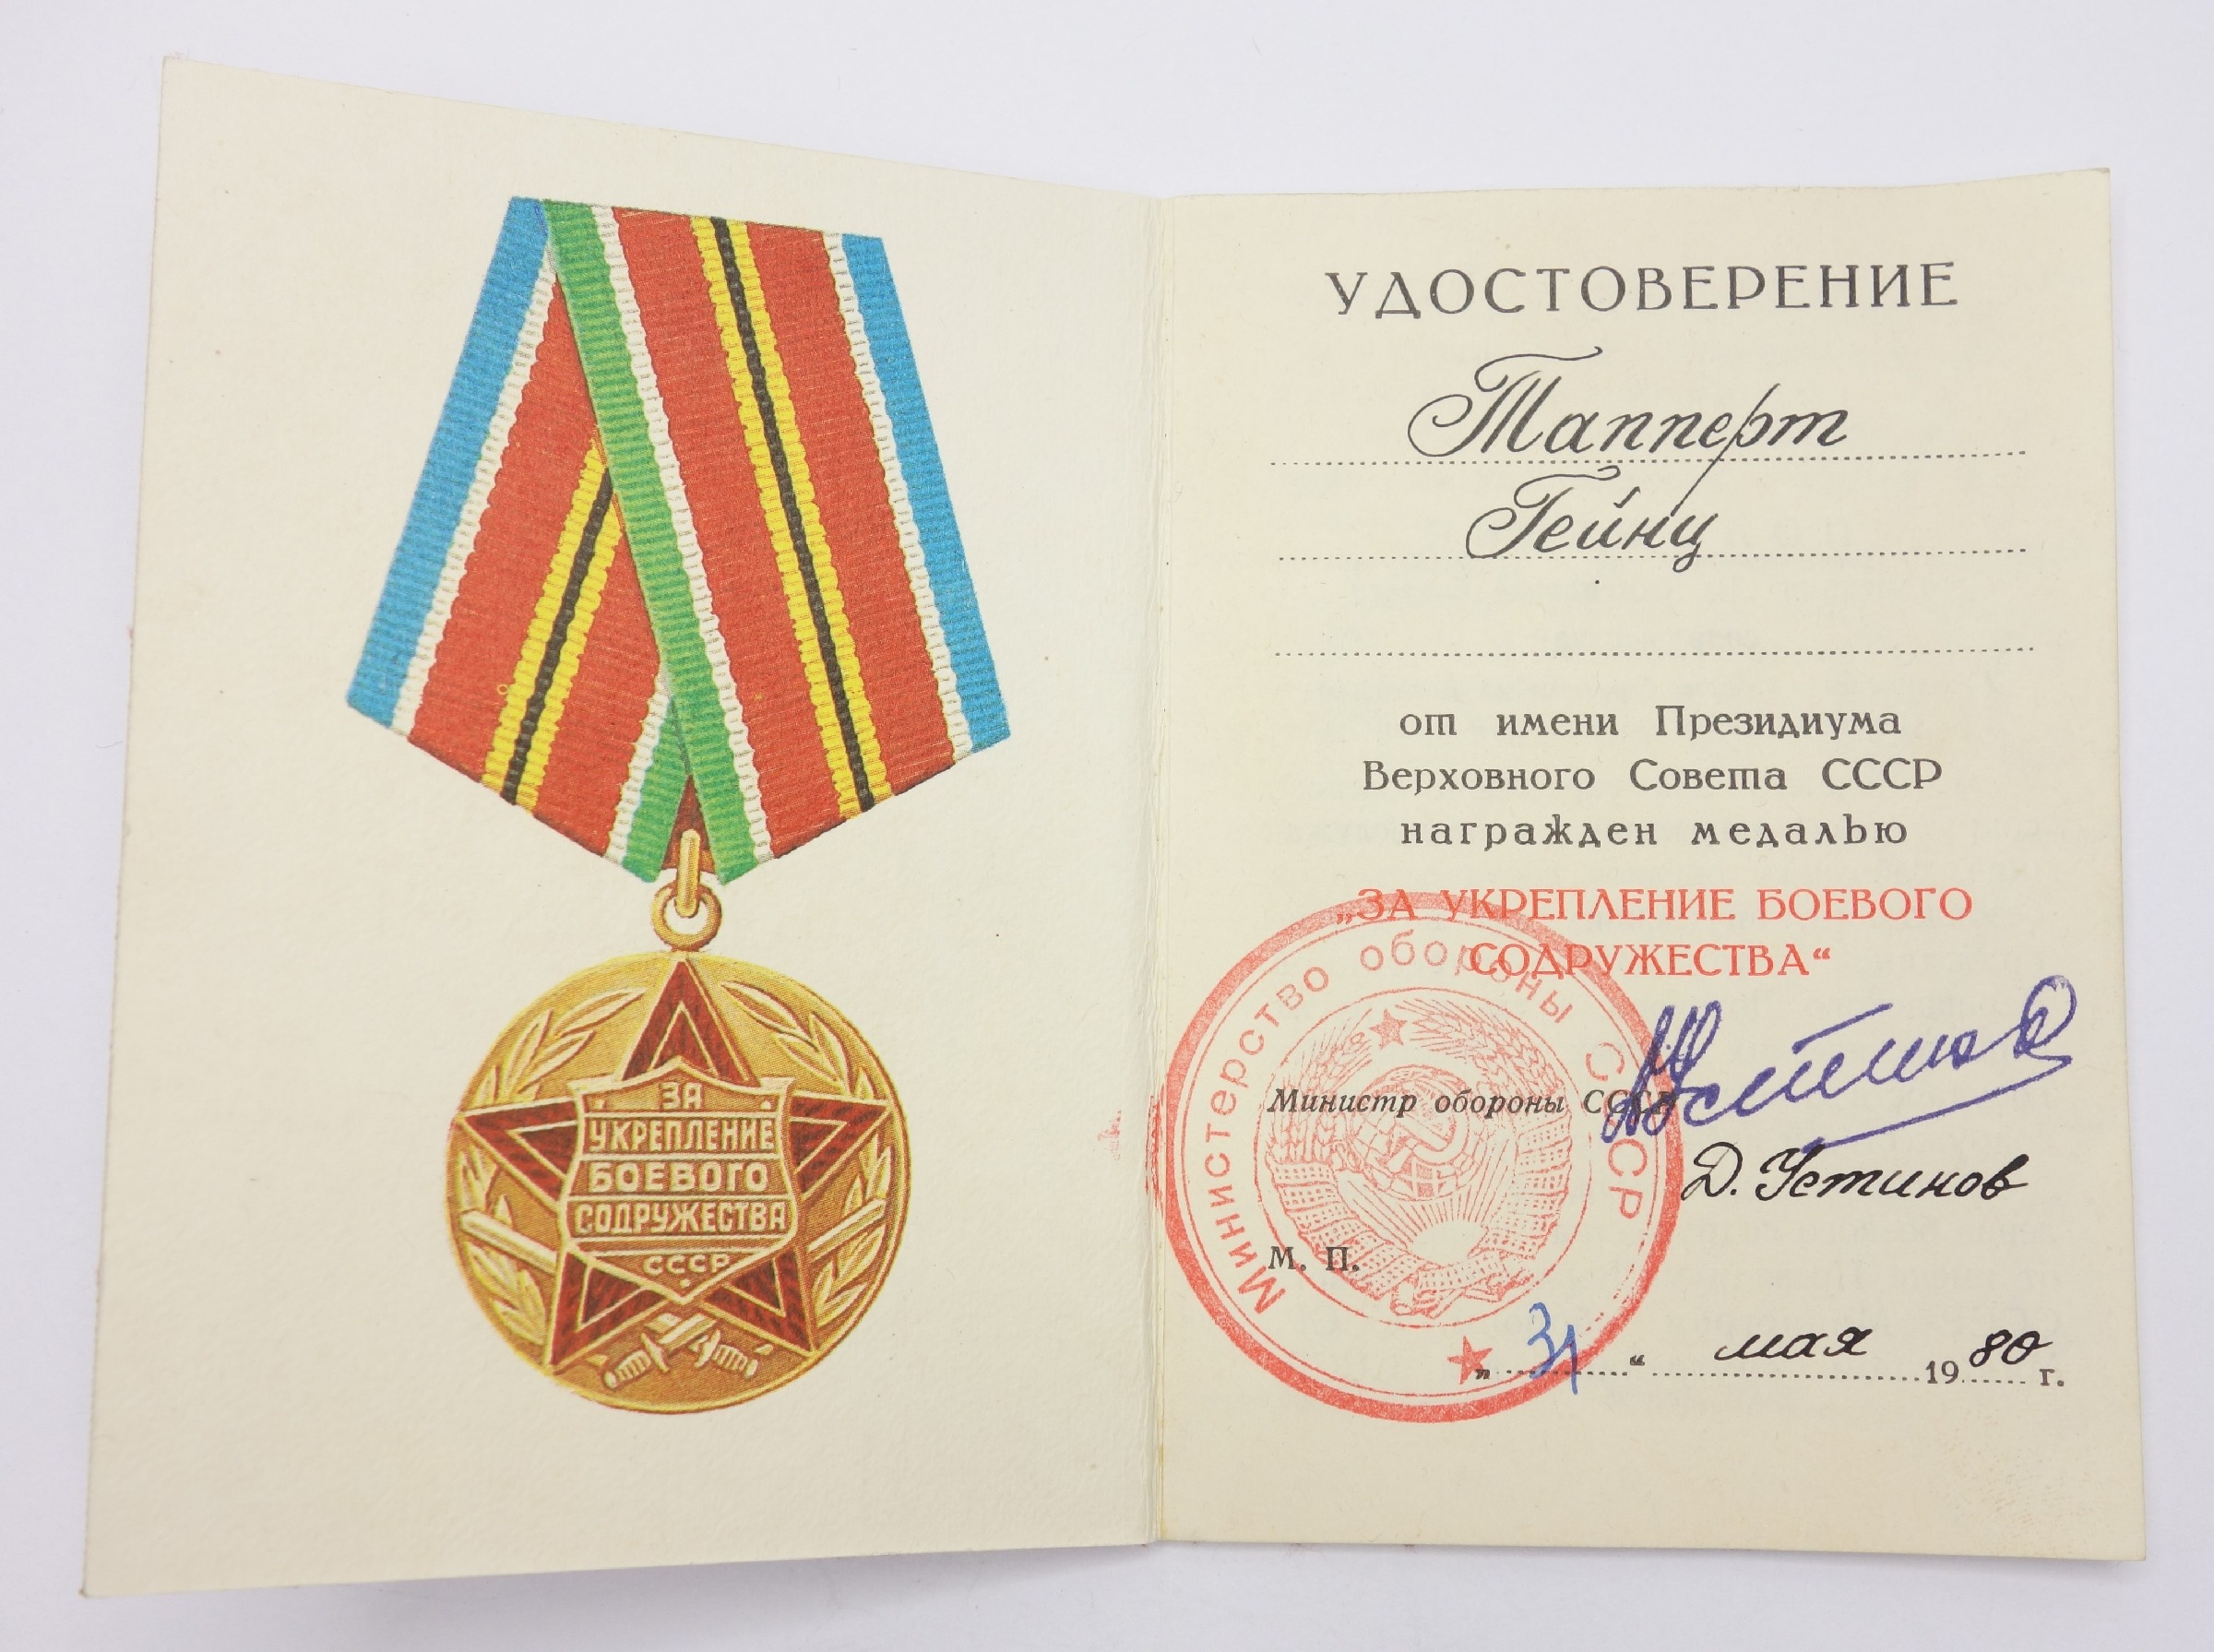 ЗА
УКРЕПЛЕНИЕ
БОЕВОГО
СОДРУЖЕСТВА
СССР
УДОСТОВЕРЕНИЕ
Тапперт
Гейнц
от имени Президиума
Верховного Совета СССР
награжден медалью
„ЗА УКРЕПЛЕНИЕ БОЕВОГО
СОДРУЖЕСТВА“
Министерство обороны СССР
Министр обороны СССР
Устинов
Д. Устинов
М. П.
„31“ мая 1980 г.